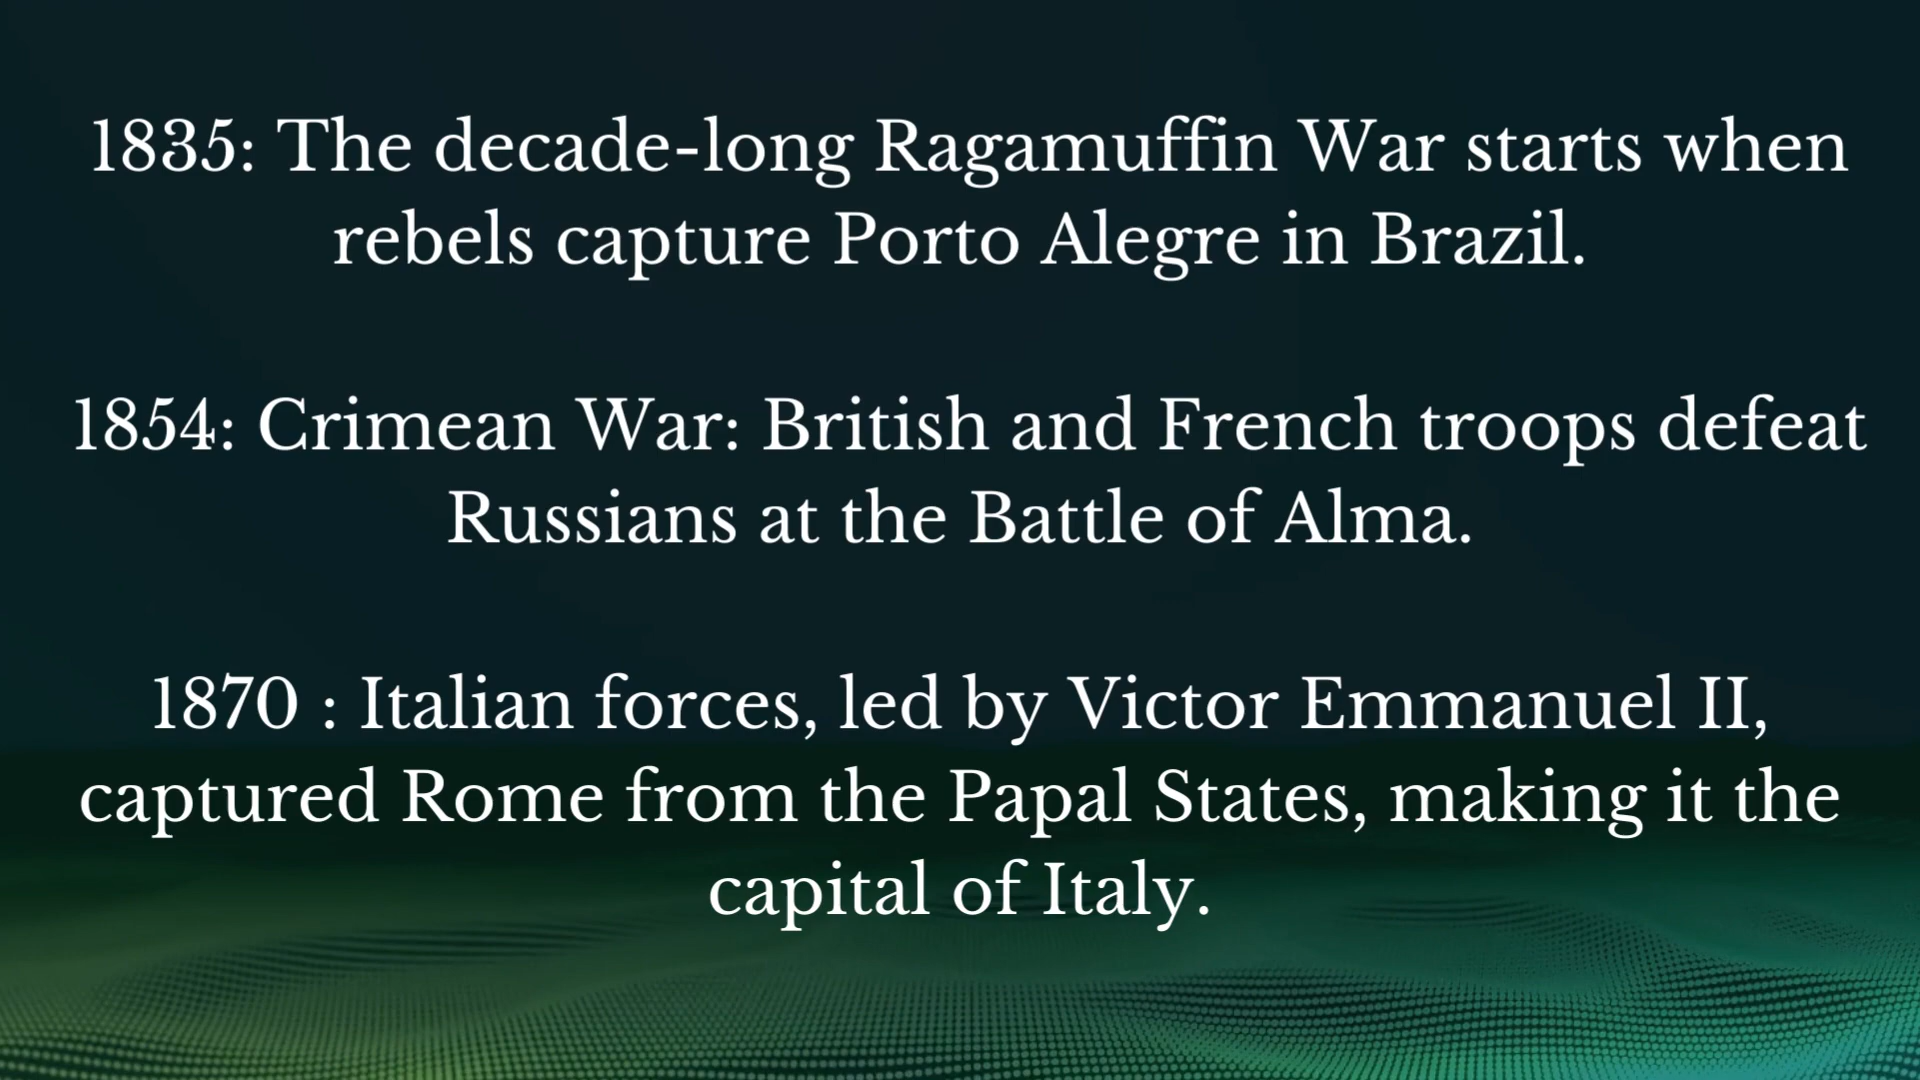 1835: The decade-long Ragamuffin War starts when
rebels capture Porto Alegre in Brazil.
1854: Crimean War: British and French troops defeat
Russians at the Battle of Alma.
1870 : Italian forces, led by Victor Emmanuel II,
captured Rome from the Papal States, making it the
capital of Italy.